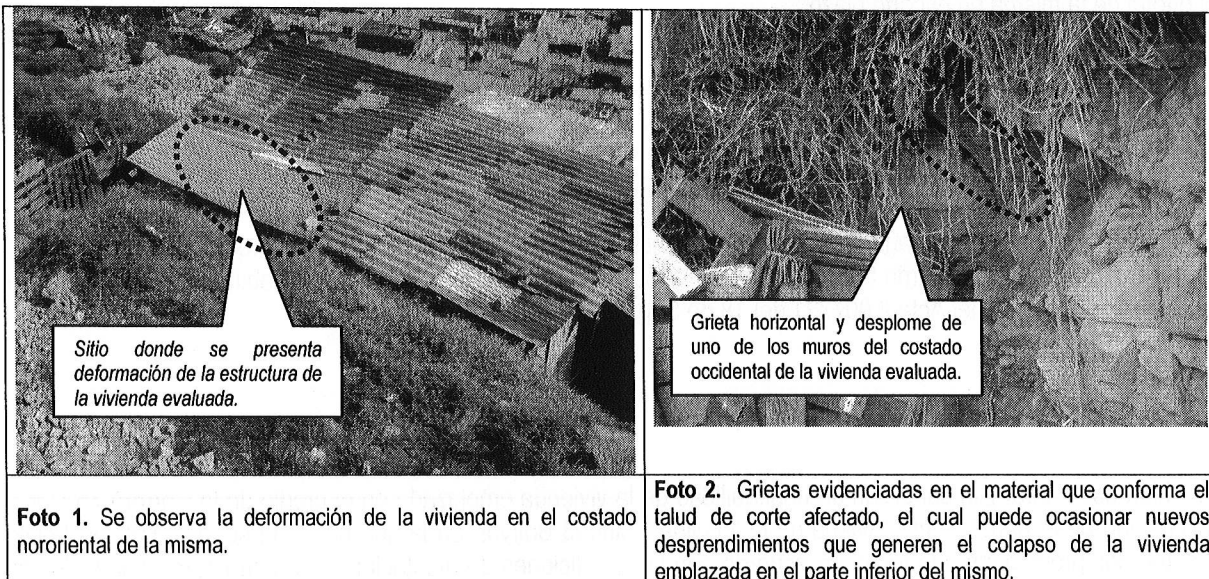 Sitio donde se presenta
deformación de la estructura de
la vivienda evaluada.
Grieta horizontal y desplome de
uno de los muros del costado
occidental de la vivienda evaluada.
Foto 1. Se observa la deformación de la vivienda en el costado
nororiental de la misma.
Foto 2. Grietas evidenciadas en el material que conforma el
talud de corte afectado, el cual puede ocasionar nuevos
desprendimientos que generen el colapso de la vivienda
emplazada en el parte inferior del mismo.